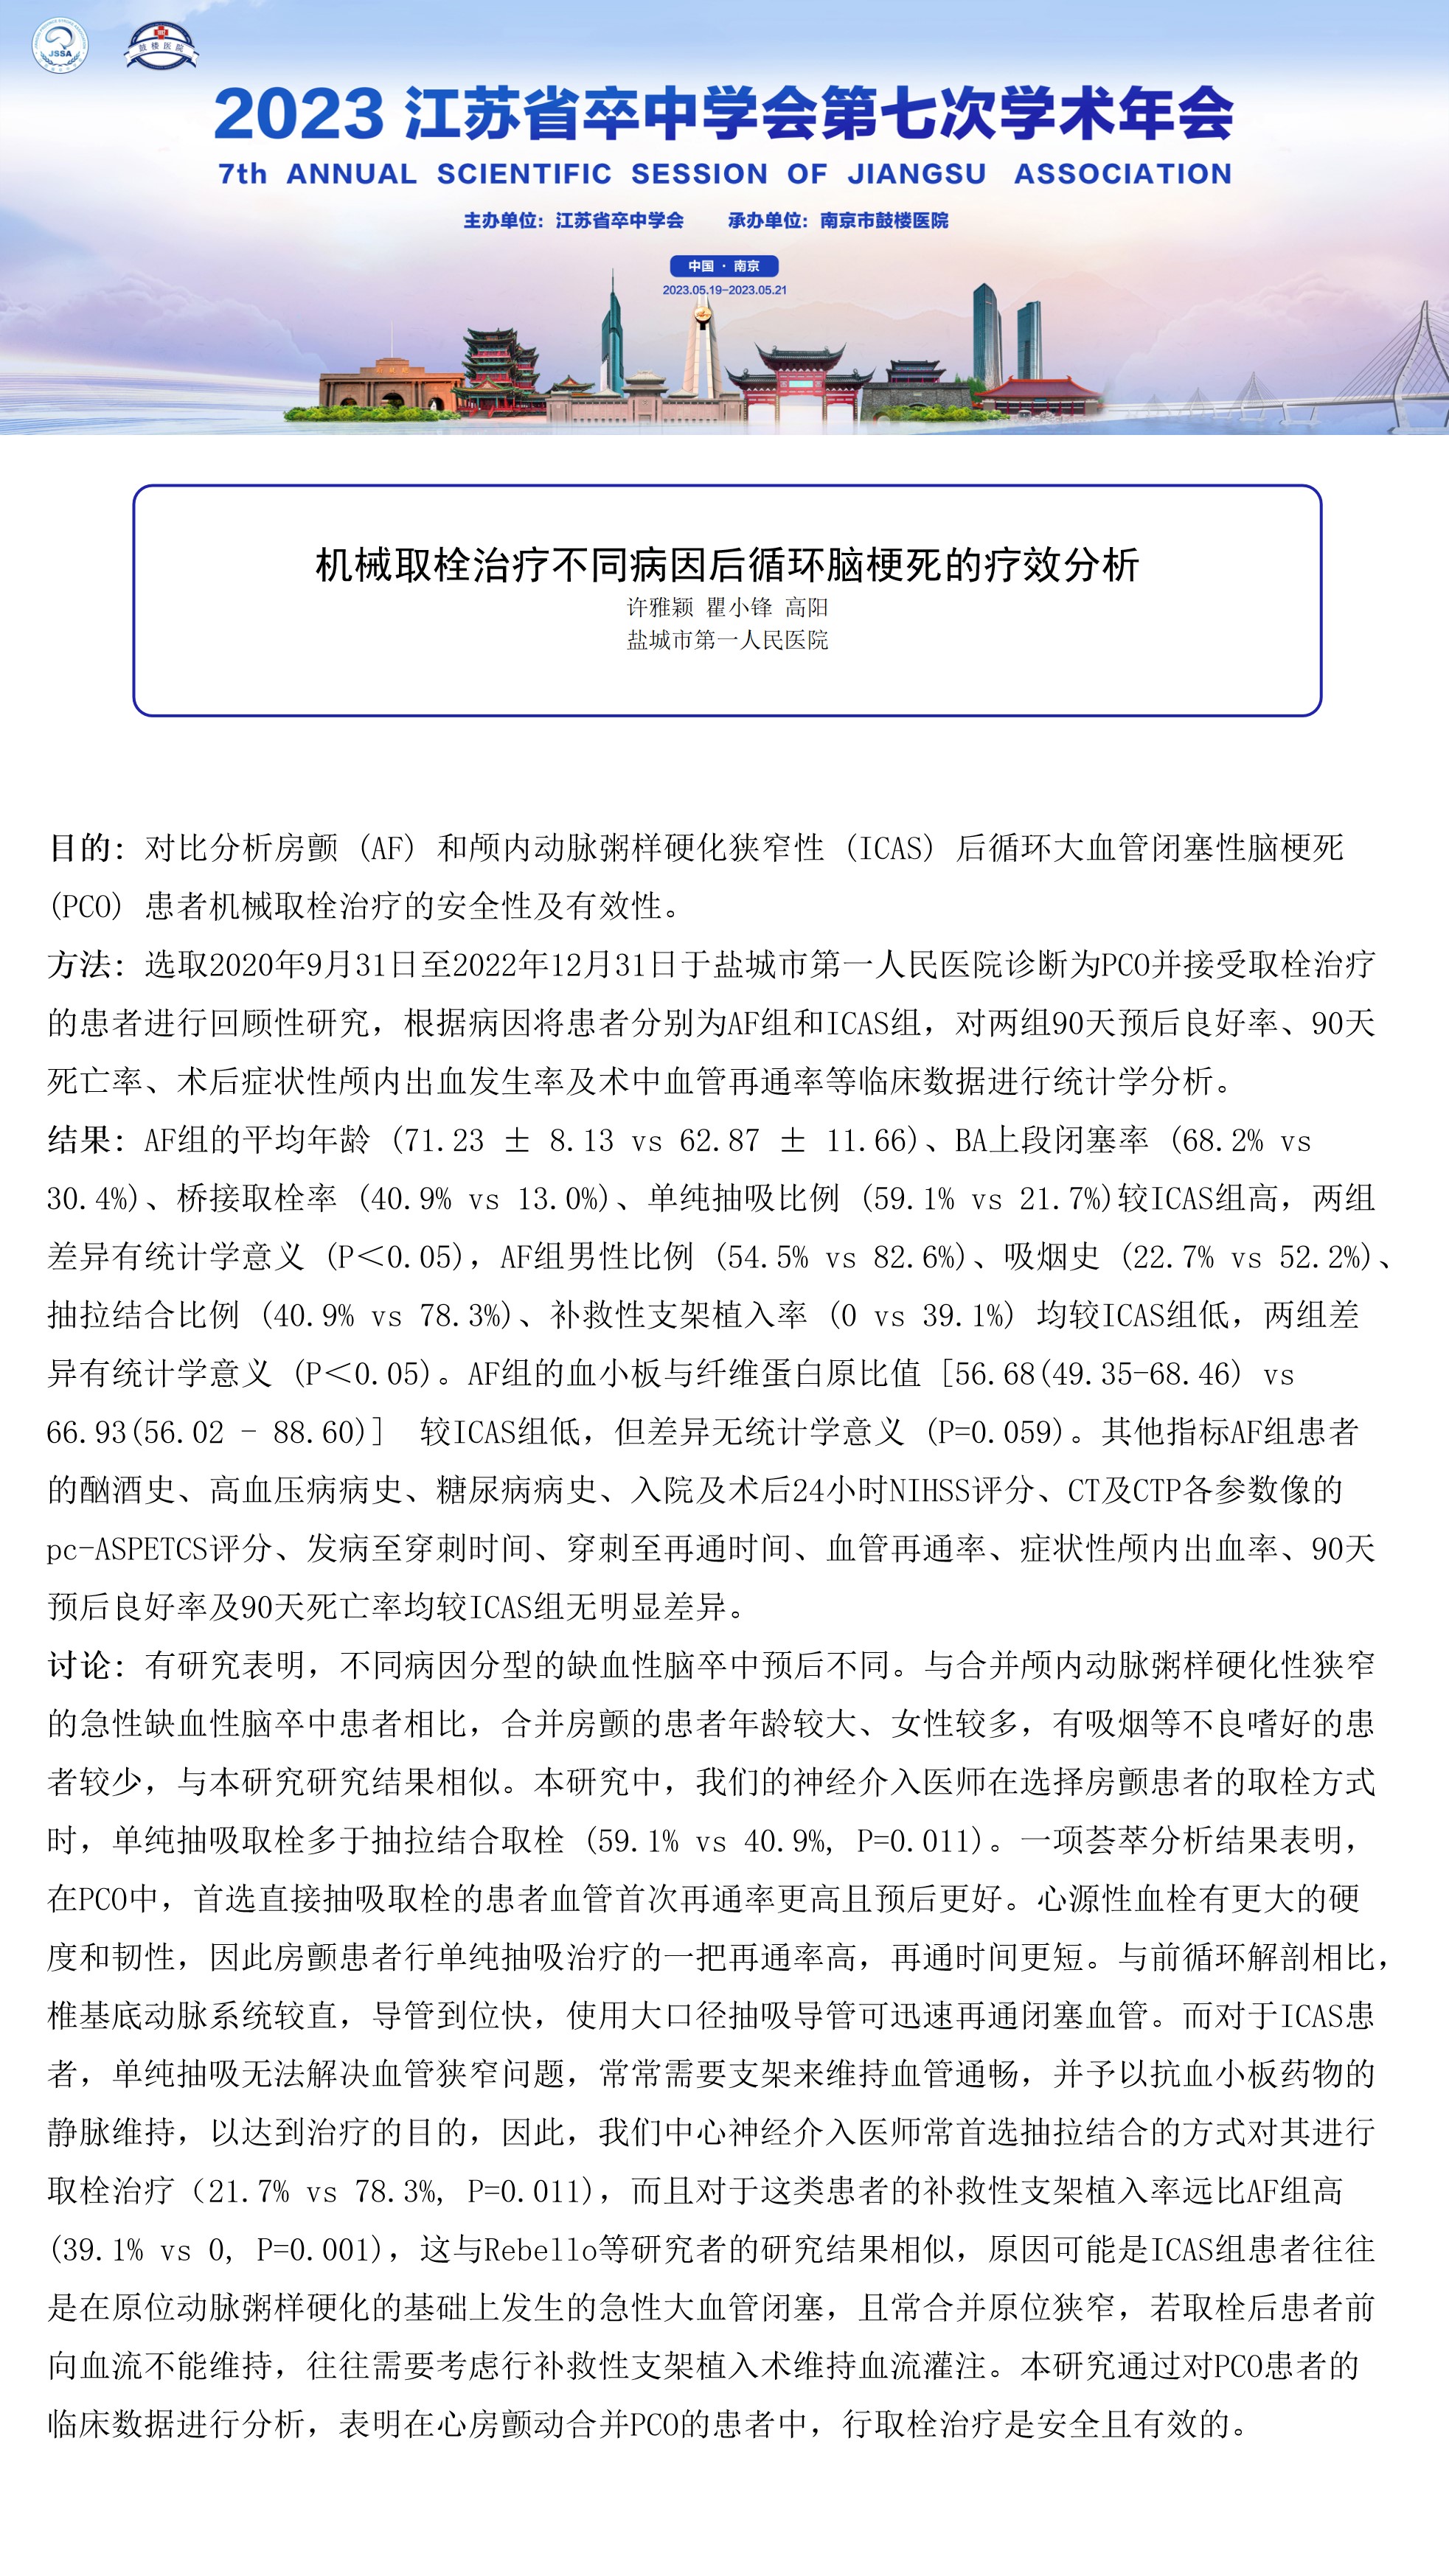 JSSA
鼓楼医院
2023 江苏省卒中学会第七次学术年会
7th ANNUAL SCIENTIFIC SESSION OF JIANGSU ASSOCIATION
主办单位：江苏省卒中学会 承办单位：南京市鼓楼医院
中国 · 南京
2023.05.19-2023.05.21
机械取栓治疗不同病因后循环脑梗死的疗效分析
许雅颖 瞿小锋 高阳
盐城市第一人民医院
目的：对比分析房颤（AF）和颅内动脉粥样硬化狭窄性（ICAS）后循环大血管闭塞性脑梗死
(PCO）患者机械取栓治疗的安全性及有效性。
方法：选取2020年9月31日至2022年12月31日于盐城市第一人民医院诊断为PCO并接受取栓治疗
的患者进行回顾性研究，根据病因将患者分别为AF组和ICAS组，对两组90天预后良好率、90天
死亡率、术后症状性颅内出血发生率及术中血管再通率等临床数据进行统计学分析。
结果：AF组的平均年龄（71.23 ± 8.13 vs 62.87 ± 11.66)、BA上段闭塞率（68.2% vs
30.4%)、桥接取栓率（40.9% vs 13.0%)、单纯抽吸比例（59.1% vs 21.7%)较ICAS组高，两组
差异有统计学意义（P＜0.05)，AF组男性比例（54.5% vs 82.6%)、吸烟史（22.7% vs 52.2%)、
抽拉结合比例（40.9% vs 78.3%)、补救性支架植入率（0 vs 39.1%）均较ICAS组低，两组差
异有统计学意义（P＜0.05)。AF组的血小板与纤维蛋白原比值［56.68(49.35-68.46) vs
66.93(56.02 - 88.60)］ 较ICAS组低，但差异无统计学意义（P=0.059)。其他指标AF组患者
的酗酒史、高血压病病史、糖尿病病史、入院及术后24小时NIHSS评分、CT及CTP各参数像的
pc-ASPETCS评分、发病至穿刺时间、穿刺至再通时间、血管再通率、症状性颅内出血率、90天
预后良好率及90天死亡率均较ICAS组无明显差异。
讨论：有研究表明，不同病因分型的缺血性脑卒中预后不同。与合并颅内动脉粥样硬化性狭窄
的急性缺血性脑卒中患者相比，合并房颤的患者年龄较大、女性较多，有吸烟等不良嗜好的患
者较少，与本研究研究结果相似。本研究中，我们的神经介入医师在选择房颤患者的取栓方式
时，单纯抽吸取栓多于抽拉结合取栓（59.1% vs 40.9%, P=0.011)。一项荟萃分析结果表明，
在PCO中，首选直接抽吸取栓的患者血管首次再通率更高且预后更好。心源性血栓有更大的硬
度和韧性，因此房颤患者行单纯抽吸治疗的一把再通率高，再通时间更短。与前循环解剖相比，
椎基底动脉系统较直，导管到位快，使用大口径抽吸导管可迅速再通闭塞血管。而对于ICAS患
者，单纯抽吸无法解决血管狭窄问题，常常需要支架来维持血管通畅，并予以抗血小板药物的
静脉维持，以达到治疗的目的，因此，我们中心神经介入医师常首选抽拉结合的方式对其进行
取栓治疗（21.7% vs 78.3%, P=0.011)，而且对于这类患者的补救性支架植入率远比AF组高
(39.1% vs 0, P=0.001)，这与Rebello等研究者的研究结果相似，原因可能是ICAS组患者往往
是在原位动脉粥样硬化的基础上发生的急性大血管闭塞，且常合并原位狭窄，若取栓后患者前
向血流不能维持，往往需要考虑行补救性支架植入术维持血流灌注。本研究通过对PCO患者的
临床数据进行分析，表明在心房颤动合并PCO的患者中，行取栓治疗是安全且有效的。